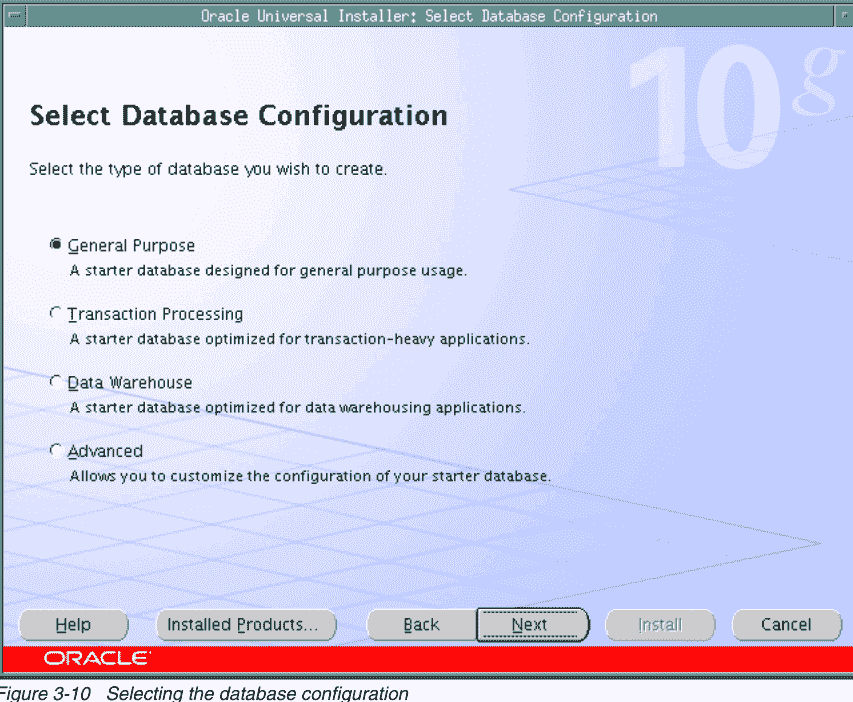 Oracle Universal Installer: Select Database Configuration
10g
Select Database Configuration
Select the type of database you wish to create.
General Purpose
A starter database designed for general purpose usage.
Transaction Processing
A starter database optimized for transaction-heavy applications.
Data Warehouse
A starter database optimized for data warehousing applications.
Advanced
Allows you to customize the configuration of your starter database.
Help Installed Products... Back Next Install Cancel
ORACLE
Figure 3-10 Selecting the database configuration